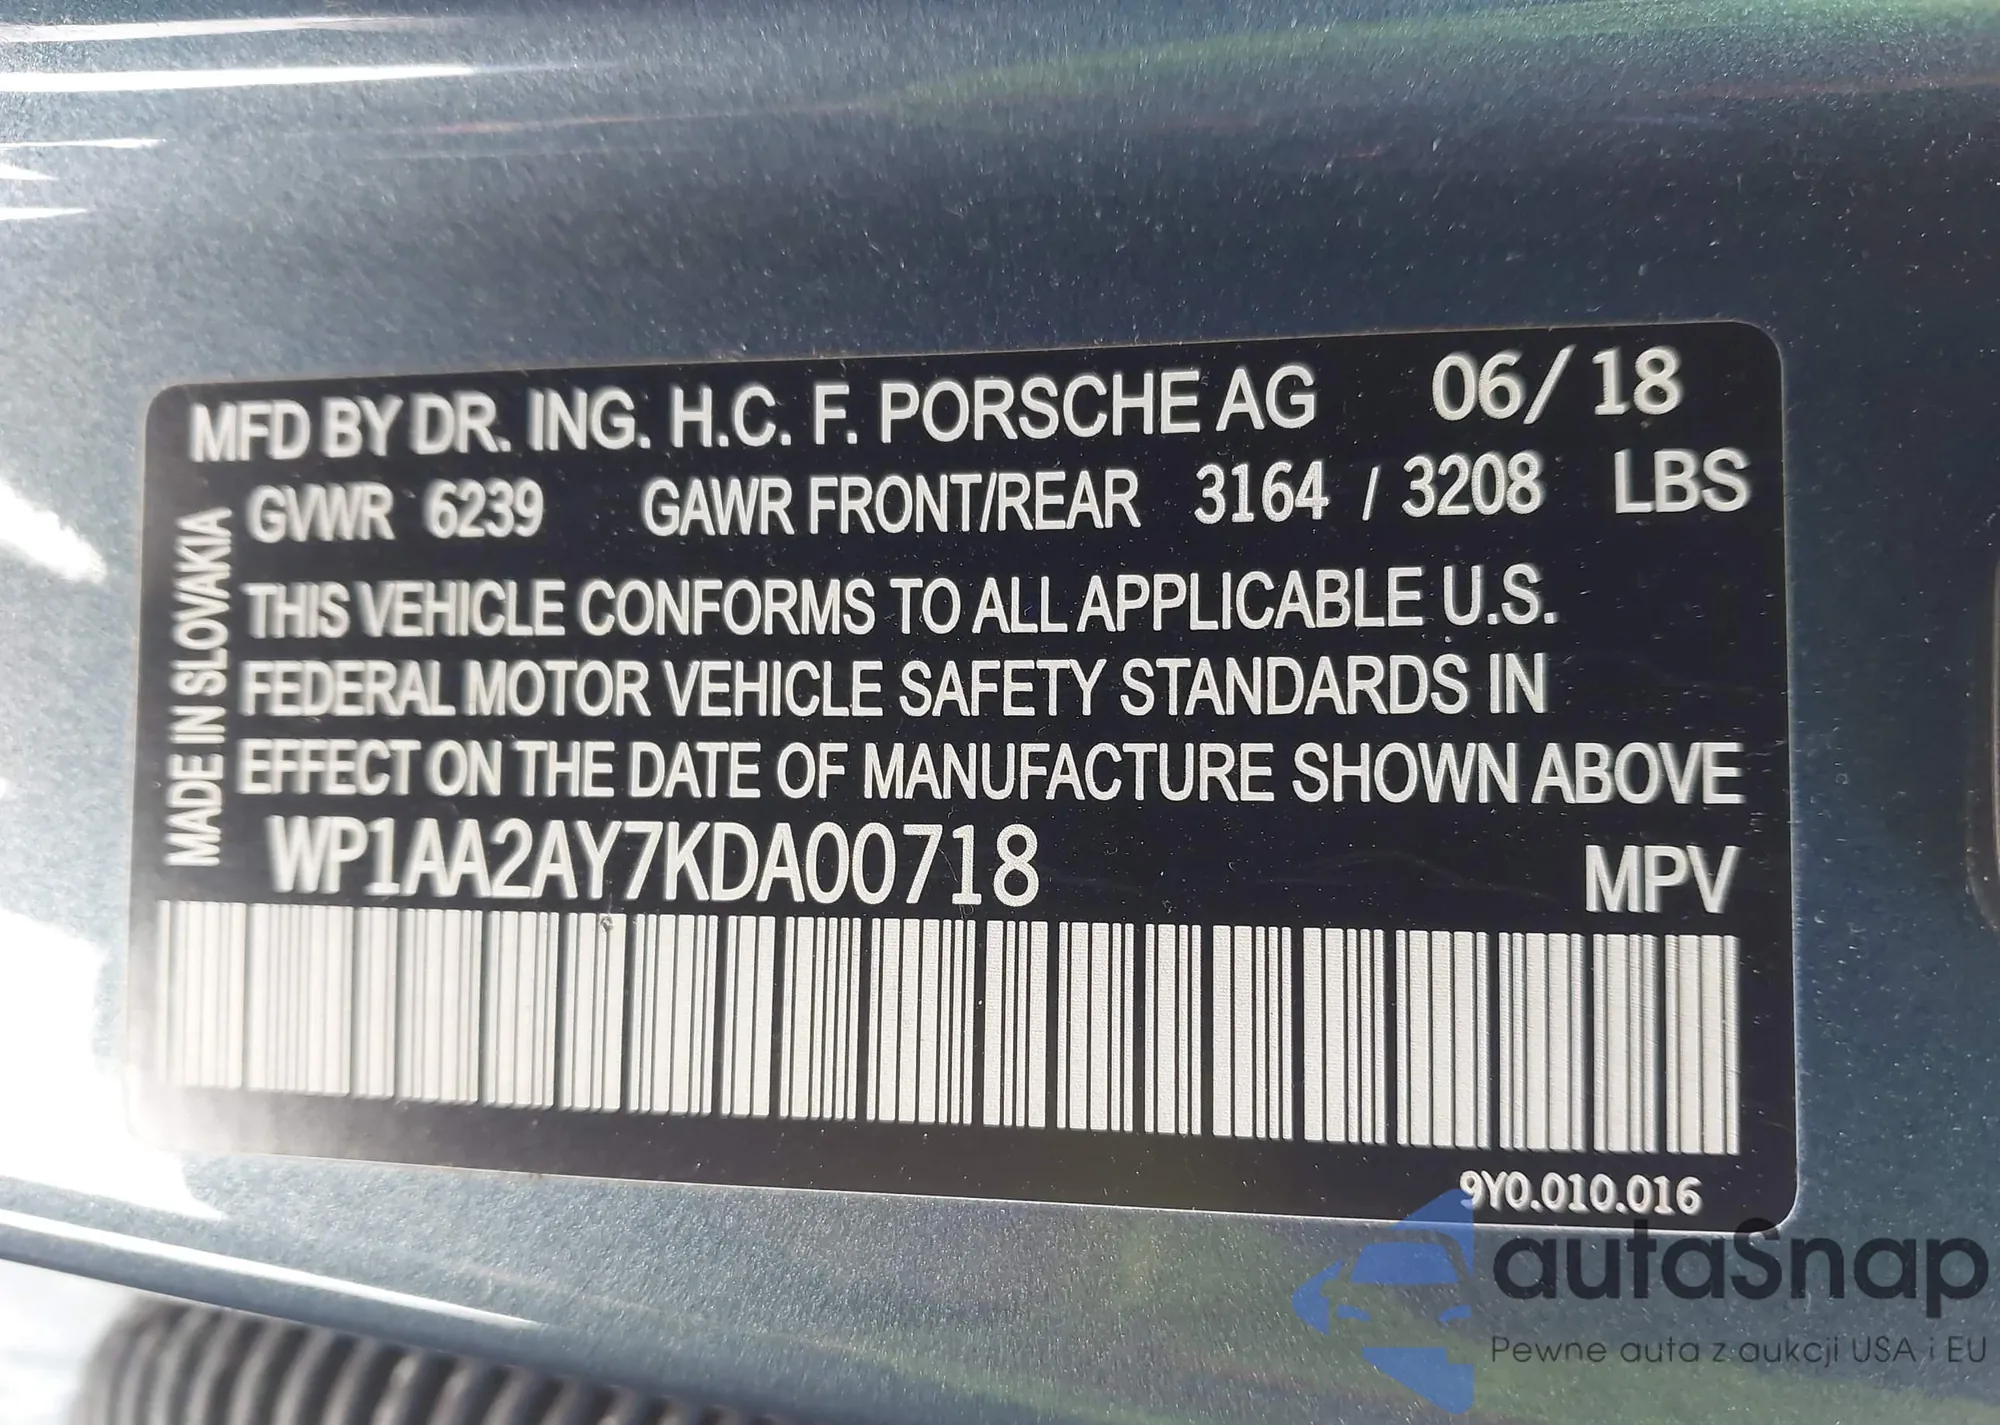 MFD BY DR. ING. H.C. F. PORSCHE AG 06/18
GVWR 6239 GAWR FRONT/REAR 3164 / 3208 LBS
MADE IN SLOVAKIA
THIS VEHICLE CONFORMS TO ALL APPLICABLE U.S.
FEDERAL MOTOR VEHICLE SAFETY STANDARDS IN
EFFECT ON THE DATE OF MANUFACTURE SHOWN ABOVE
WP1AA2AY7KDA00718 MPV
9Y0.010.016
autaSnap
Pewne auta z aukcji USA i EU